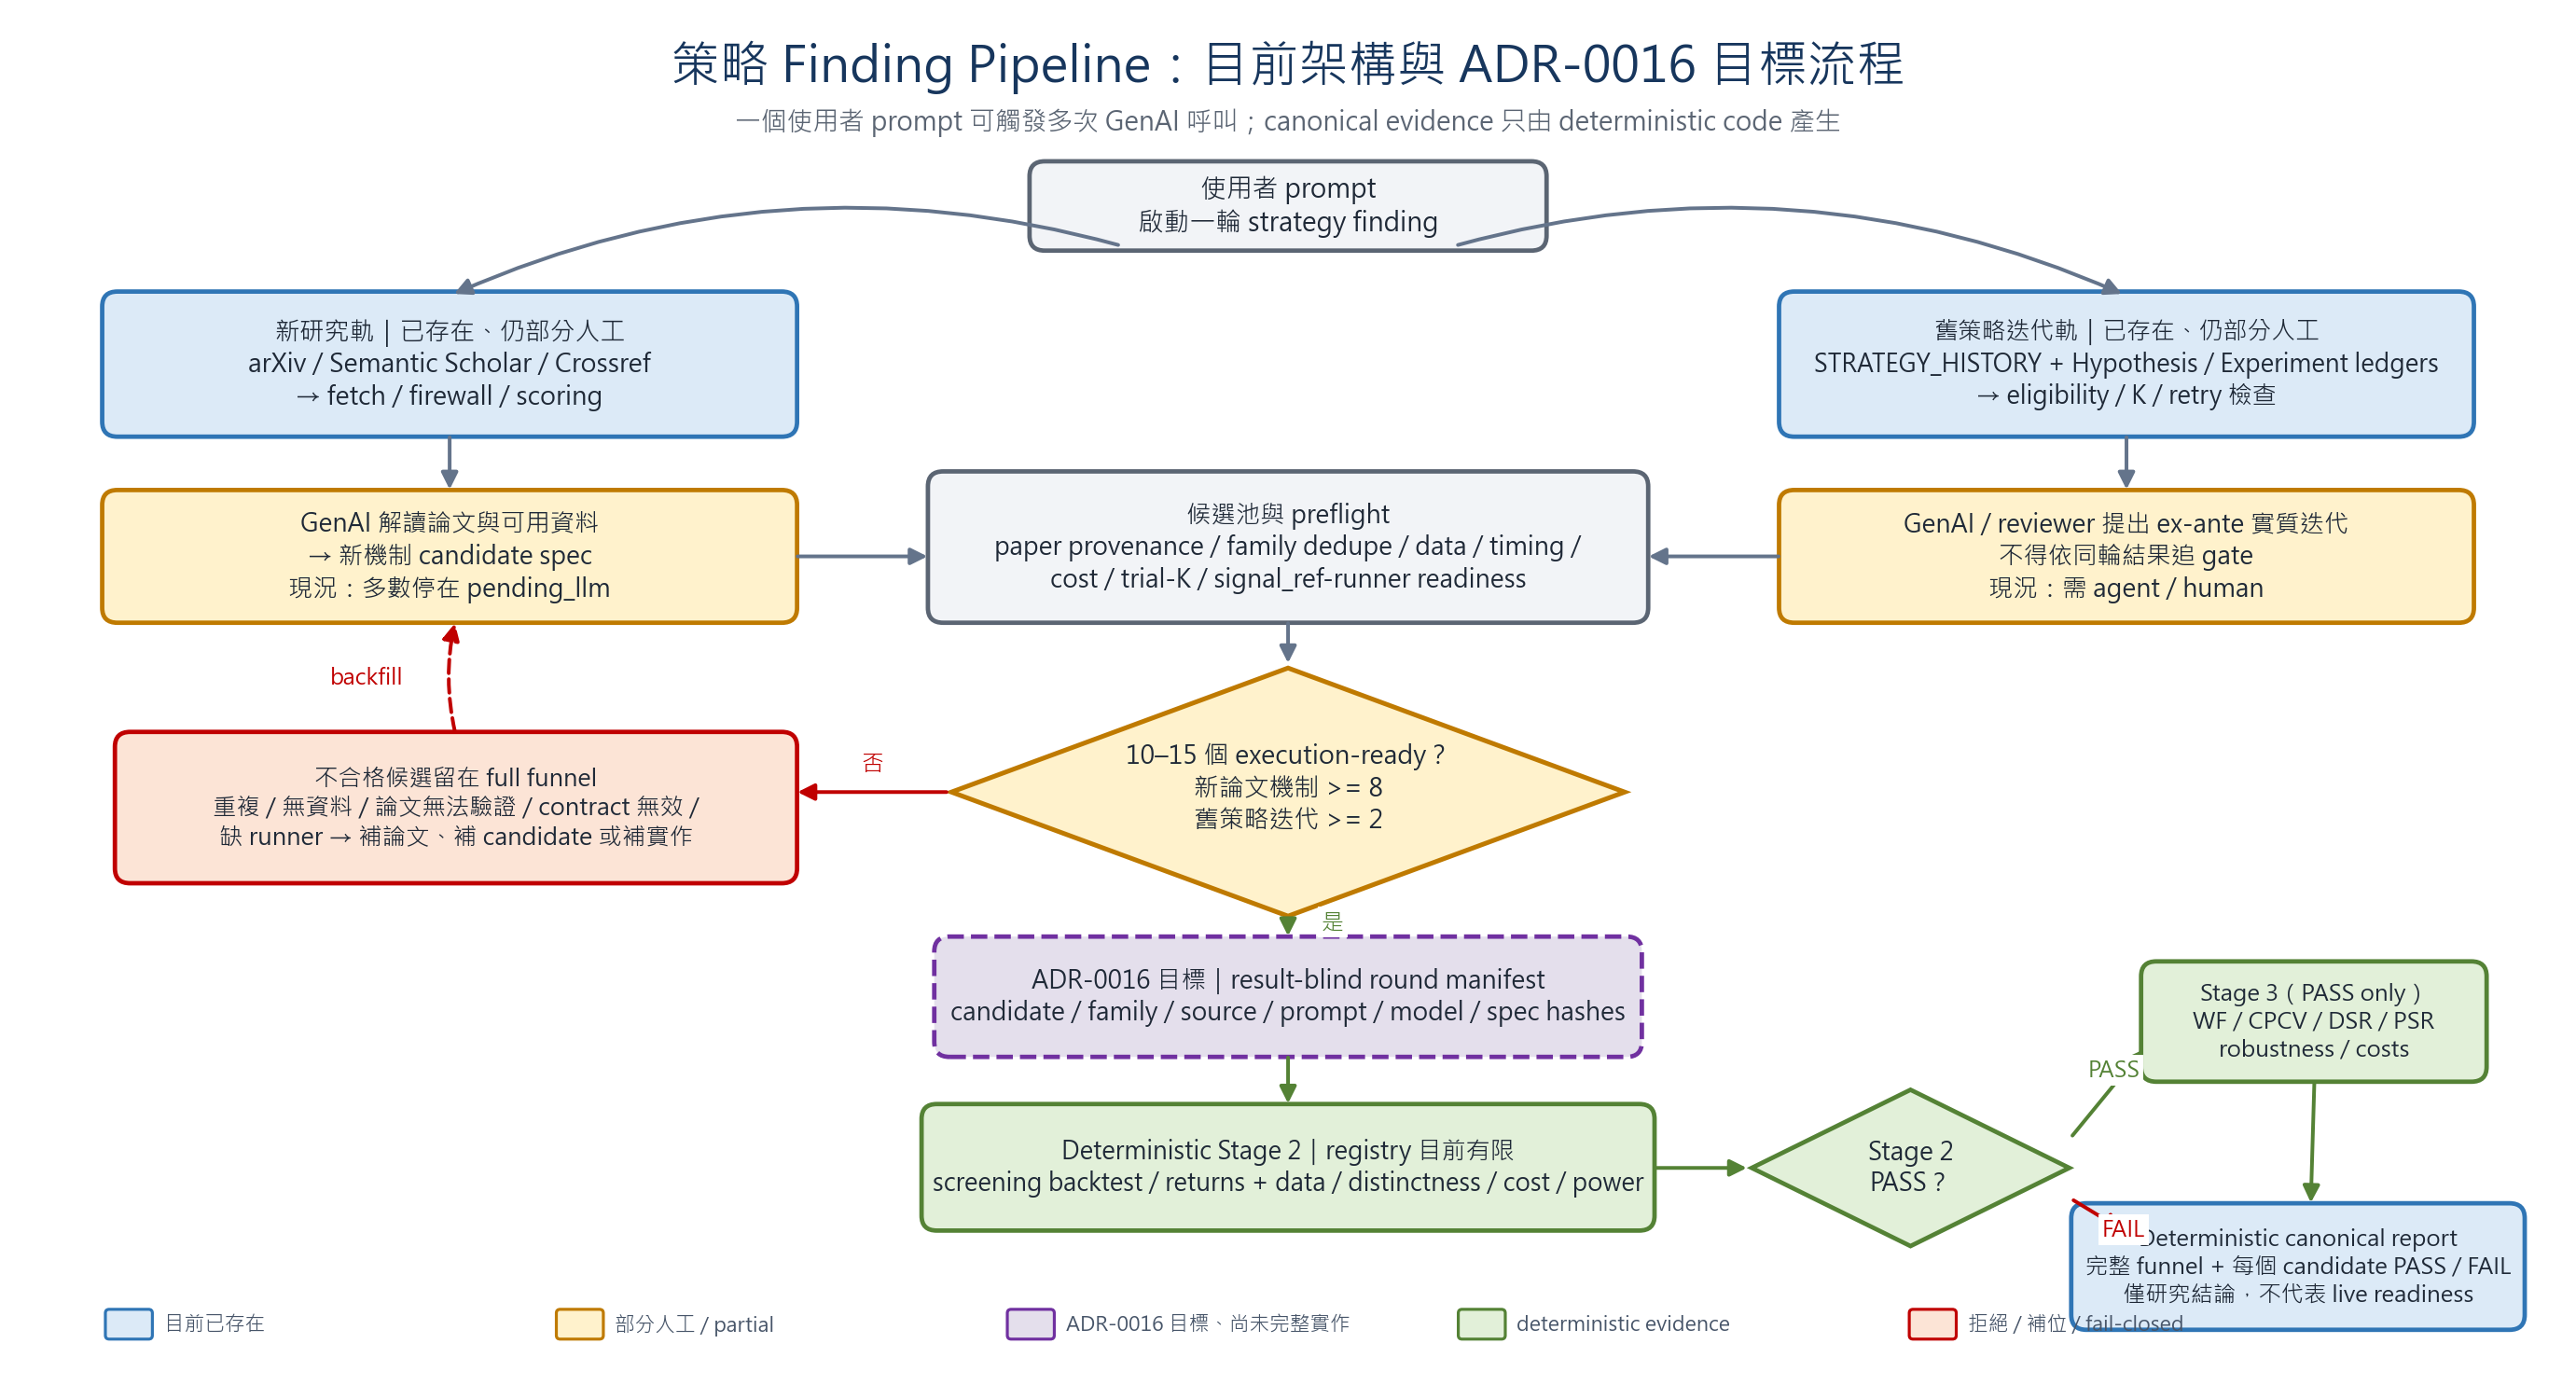 策略 Finding Pipeline：目前架構與 ADR-0016 目標流程
一個使用者 prompt 可觸發多次 GenAI 呼叫；canonical evidence 只由 deterministic code 產生
使用者 prompt
啟動一輪 strategy finding
新研究軌｜已存在、仍部分人工
arXiv / Semantic Scholar / Crossref
→ fetch / firewall / scoring
舊策略迭代軌｜已存在、仍部分人工
STRATEGY_HISTORY + Hypothesis / Experiment ledgers
→ eligibility / K / retry 檢查
GenAI 解讀論文與可用資料
→ 新機制 candidate spec
現況：多數停在 pending_llm
候選池與 preflight
paper provenance / family dedupe / data / timing /
cost / trial-K / signal_ref-runner readiness
GenAI / reviewer 提出 ex-ante 實質迭代
不得依同輪結果追 gate
現況：需 agent / human
backfill
不合格候選留在 full funnel
重複 / 無資料 / 論文無法驗證 / contract 無效 /
缺 runner → 補論文、補 candidate 或補實作
否
10–15 個 execution-ready？
新論文機制 >= 8
舊策略迭代 >= 2
是
ADR-0016 目標｜result-blind round manifest
candidate / family / source / prompt / model / spec hashes
Deterministic Stage 2｜registry 目前有限
screening backtest / returns + data / distinctness / cost / power
Stage 2
PASS？
PASS
Stage 3（PASS only）
WF / CPCV / DSR / PSR
robustness / costs
FAIL
Deterministic canonical report
完整 funnel + 每個 candidate PASS / FAIL
僅研究結論，不代表 live readiness
目前已存在
部分人工 / partial
ADR-0016 目標、尚未完整實作
deterministic evidence
拒絕 / 補位 / fail-closed